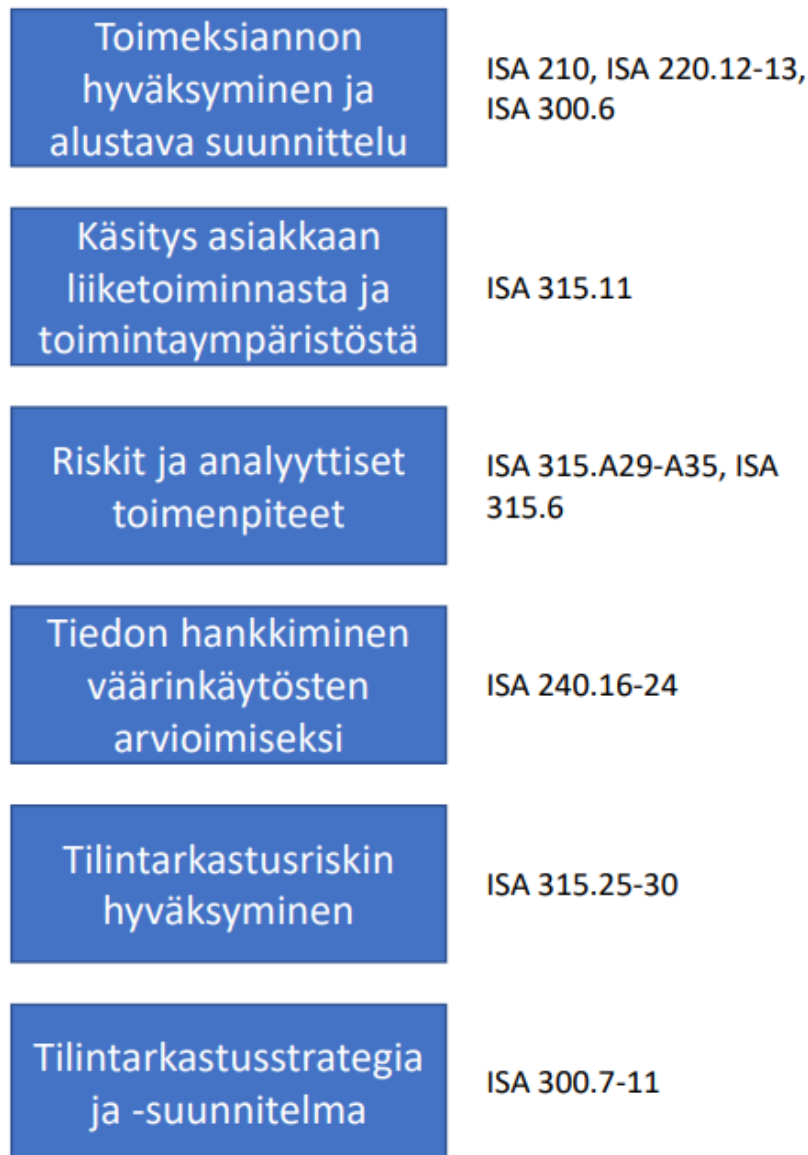 Toimeksiannon
hyväksyminen ja
alustava suunnittelu
ISA 210, ISA 220.12-13,
ISA 300.6
Käsitys asiakkaan
liiketoiminnasta ja
toimintaympäristöstä
ISA 315.11
Riskit ja analyyttiset
toimenpiteet
ISA 315.A29-A35, ISA
315.6
Tiedon hankkiminen
väärinkäytösten
arvioimiseksi
ISA 240.16-24
Tilintarkastusriskin
hyväksyminen
ISA 315.25-30
Tilintarkastusstrategia
ja -suunnitelma
ISA 300.7-11